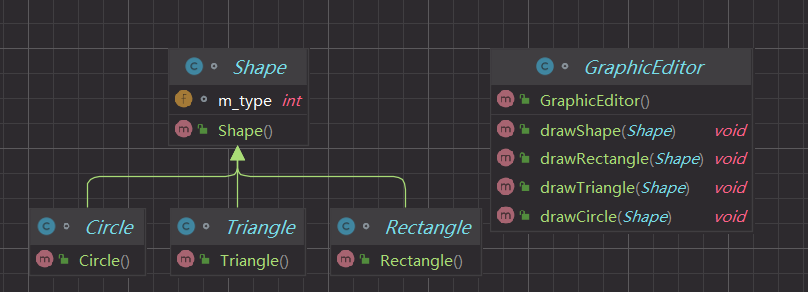 Shape
m_type int
Shape()
Circle
Circle()
Triangle
Triangle()
Rectangle
Rectangle()
GraphicEditor
GraphicEditor()
drawShape(Shape) void
drawRectangle(Shape) void
drawTriangle(Shape) void
drawCircle(Shape) void